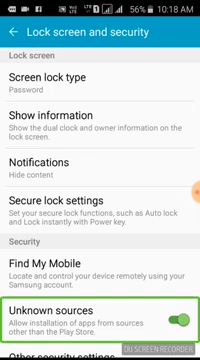 56% 10:18 AM
Lock screen and security
Lock screen
Screen lock type
Password
Show information
Show the dual clock and owner information on the
lock screen.
Notifications
Hide content
Secure lock settings
Set your secure lock functions, such as Auto lock
and Lock instantly with Power key.
Security
Find My Mobile
Locate and control your device remotely using your
Samsung account.
Unknown sources
Allow installation of apps from sources
other than the Play Store.
DU SCREEN RECORDER
Other security settings